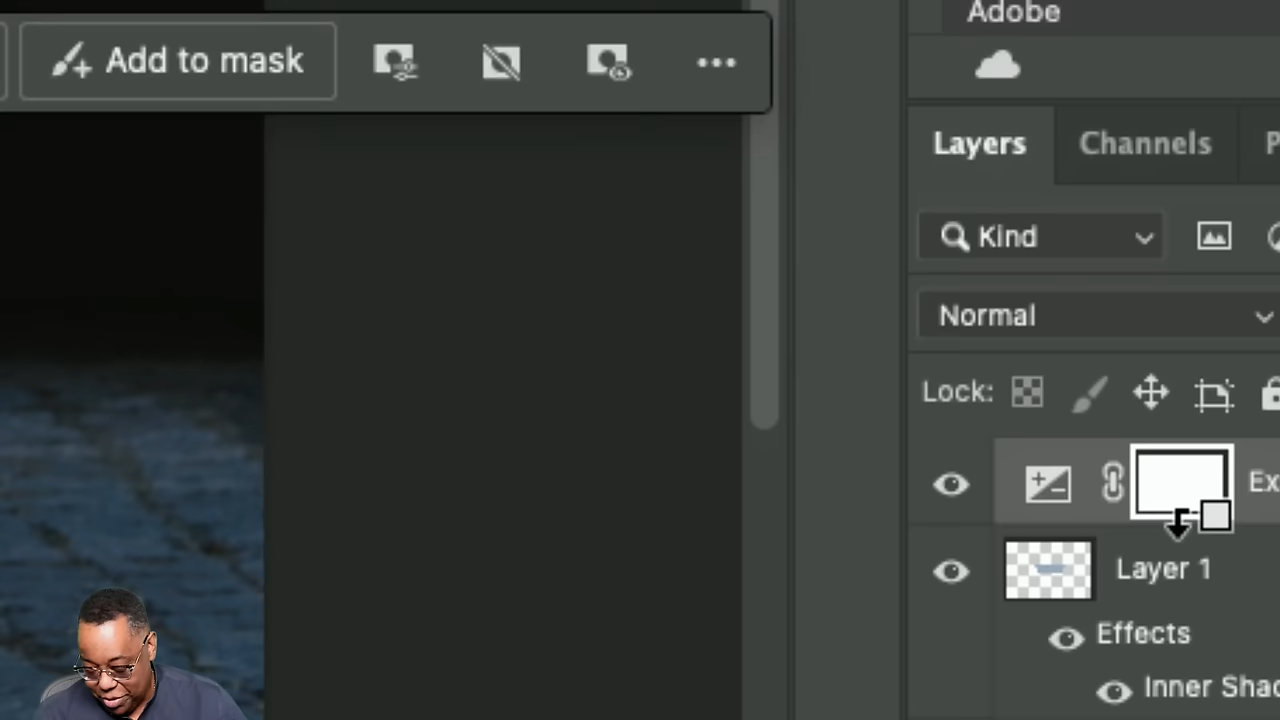 Adobe
Add to mask
Layers Channels P
Kind
Normal
Lock:
Ex
Layer 1
Effects
Inner Shad